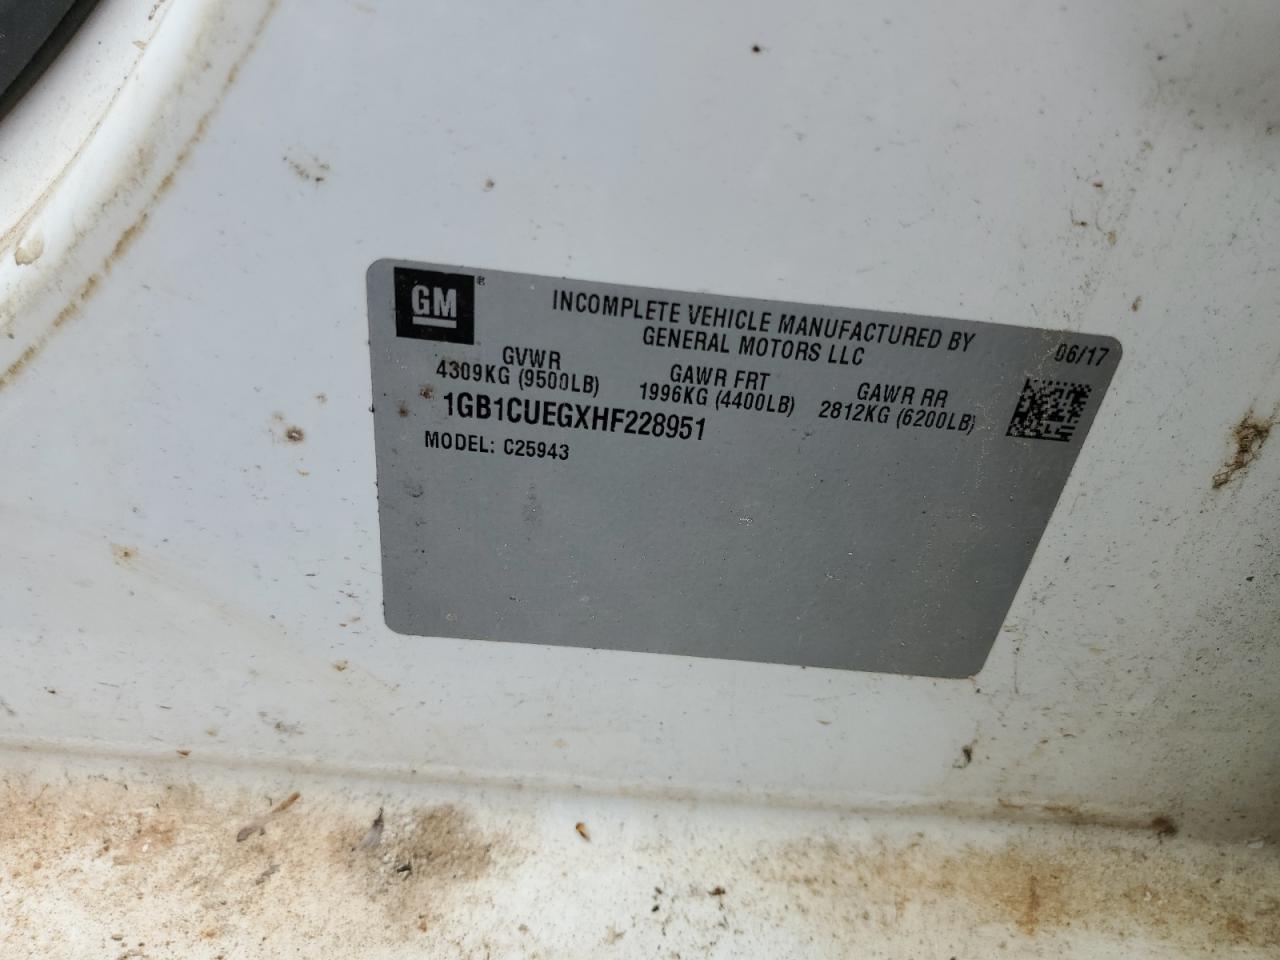 GM®
INCOMPLETE VEHICLE MANUFACTURED BY
GENERAL MOTORS LLC
06/17
GVWR
4309KG (9500LB)
GAWR FRT
1996KG (4400LB)
GAWR RR
2812KG (6200LB)
1GB1CUEGXHF228951
MODEL: C25943